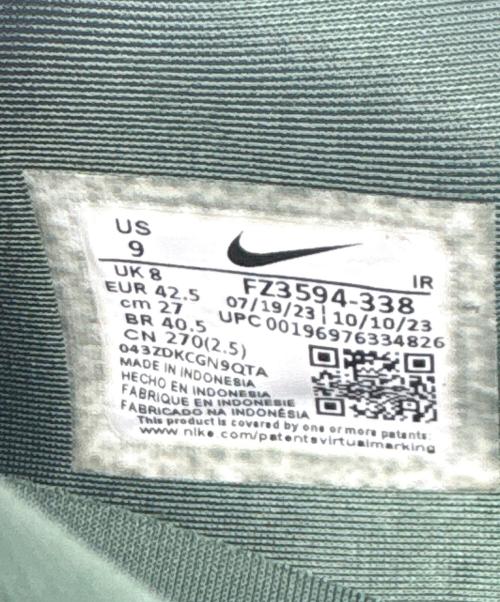 US
9
UK 8
IR
EUR 42.5
FZ3594-338
cm 27
07/19/23 | 10/10/23
BR 40.5
UPC 00196976334826
CN 270(2.5)
043ZDKCGN9QTA
MADE IN INDONESIA
HECHO EN INDONESIA
FABRIQUE EN INDONESIE
FABRICADO NA INDONÉSIA
This product is covered by one or more patents:
www.nike.com/patentsvirtualmarking